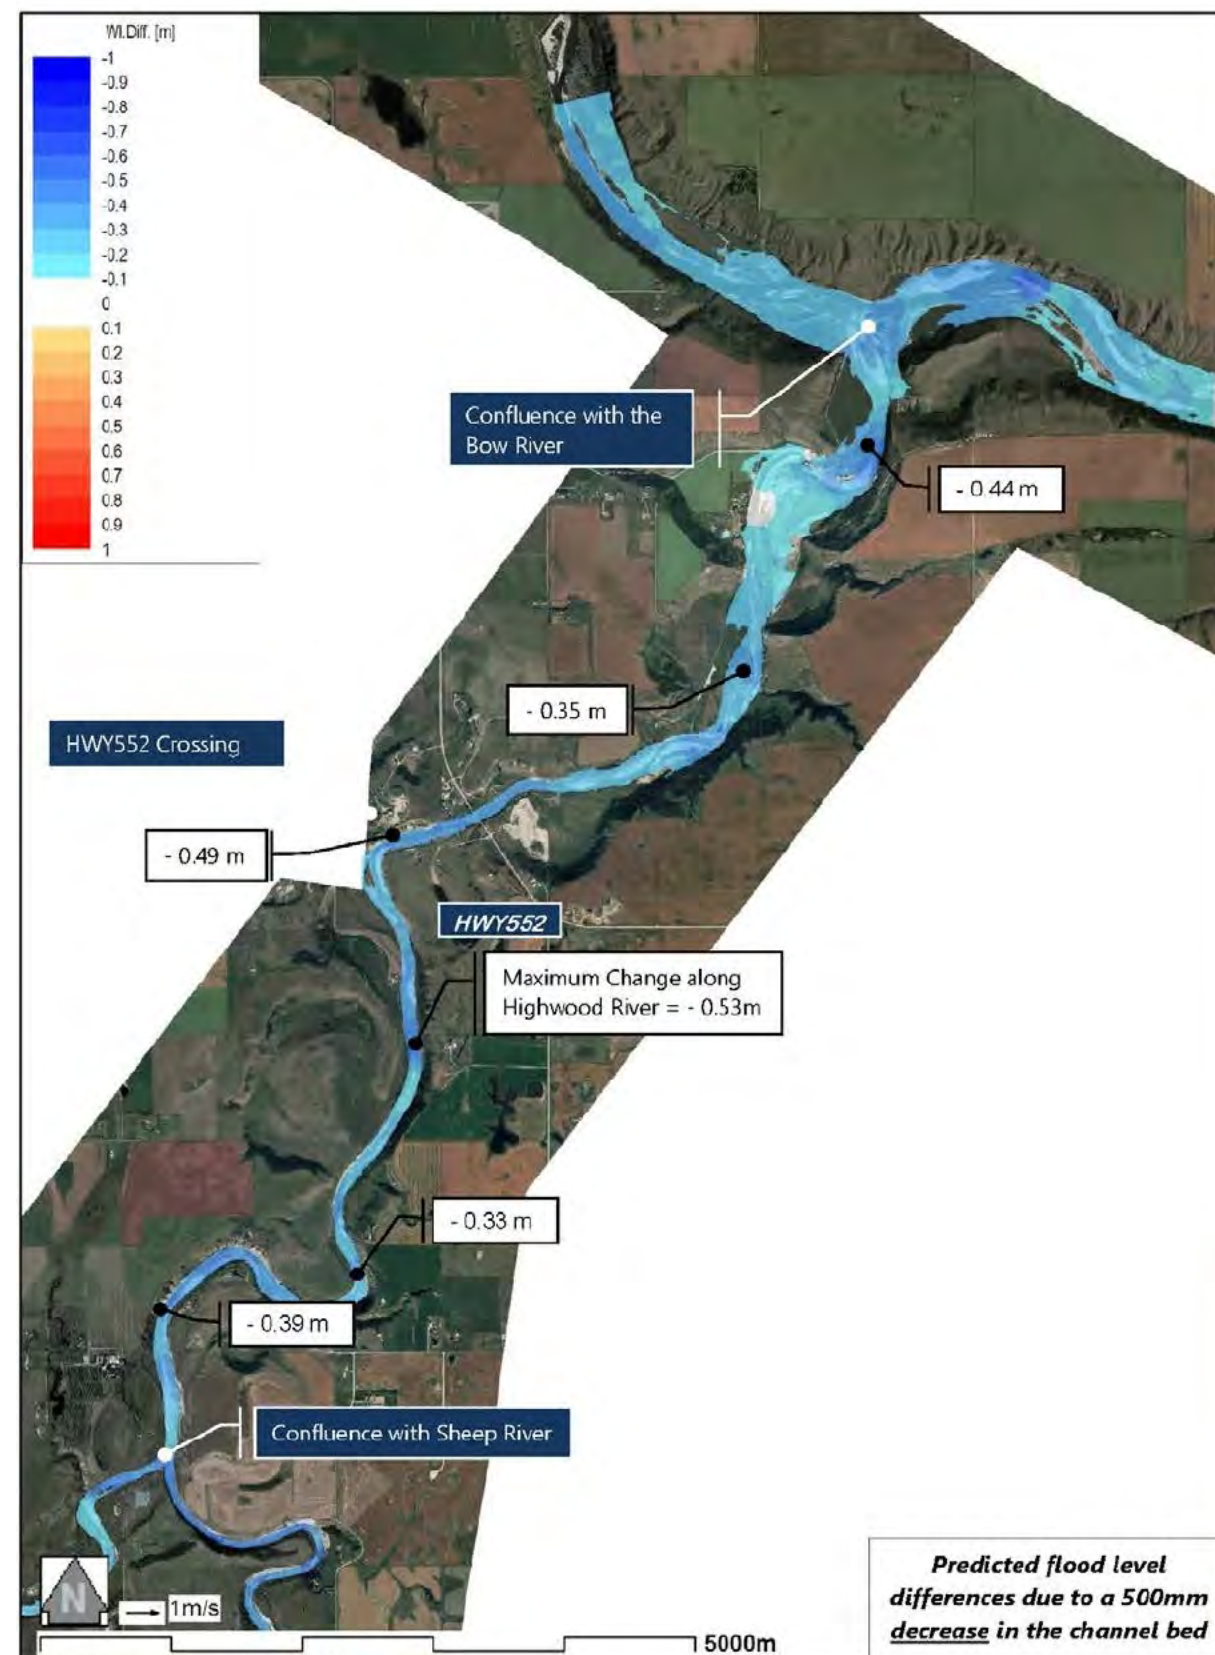 Wl.Diff. [m]
-1
-0.9
-0.8
-0.7
-0.6
-0.5
-0.4
-0.3
-0.2
-0.1
0
0.1
0.2
0.3
0.4
0.5
0.6
0.7
0.8
0.9
1
Confluence with the
Bow River
- 0.44 m
- 0.35 m
HWY552 Crossing
- 0.49 m
HWY552
Maximum Change along
Highwood River = - 0.53m
- 0.33 m
- 0.39 m
Confluence with Sheep River
N
1m/s
5000m
Predicted flood level
differences due to a 500mm
decrease in the channel bed